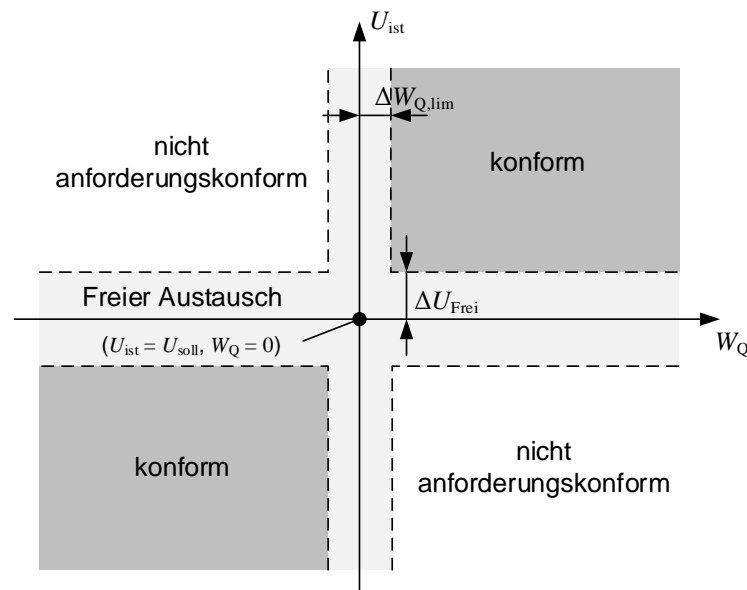 U_ist
ΔW_Q,lim
nicht
anforderungskonform
konform
Freier Austausch
ΔU_Frei
(U_ist = U_soll, W_Q = 0)
W_Q
konform
nicht
anforderungskonform